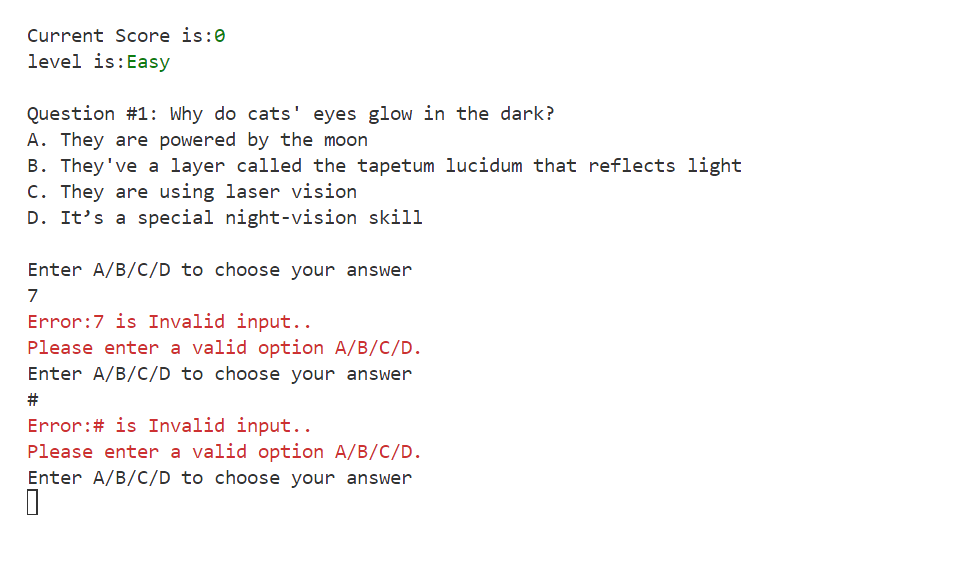 Current Score is:0
level is:Easy
Question #1: Why do cats' eyes glow in the dark?
A. They are powered by the moon
B. They've a layer called the tapetum lucidum that reflects light
C. They are using laser vision
D. It’s a special night-vision skill
Enter A/B/C/D to choose your answer
7
Error:7 is Invalid input..
Please enter a valid option A/B/C/D.
Enter A/B/C/D to choose your answer
#
Error:# is Invalid input..
Please enter a valid option A/B/C/D.
Enter A/B/C/D to choose your answer